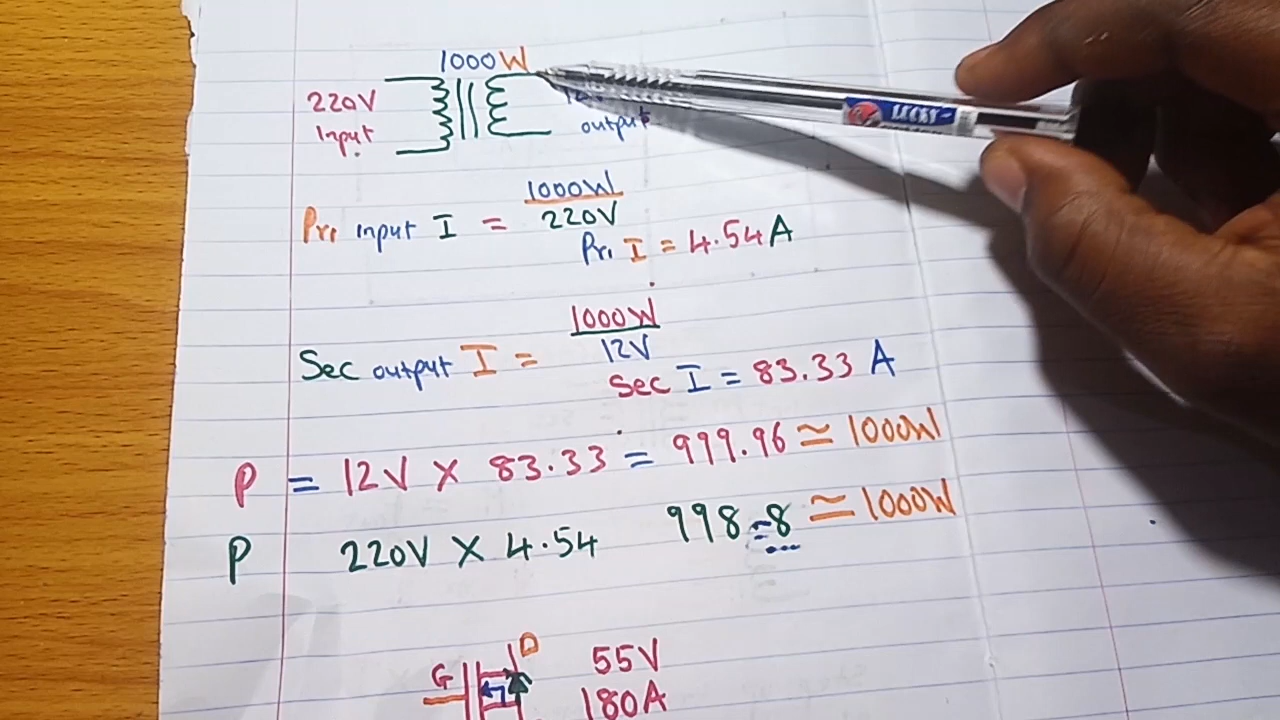 1000W
220V
Input
output
Pri input I = 1000W
220V
Pri I = 4.54A
Sec output I = 1000W
12V
Sec I = 83.33 A
P = 12V X 83.33 = 999.96 ≃ 1000W
P 220V X 4.54 998.8 ≃ 1000W
D
G
55V
180A